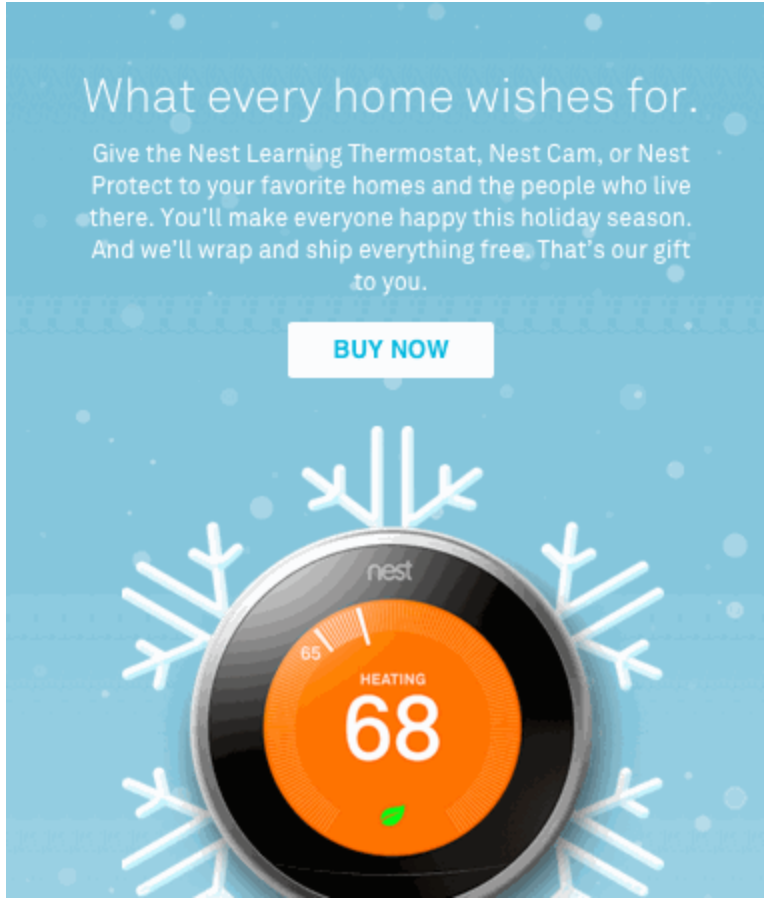 What every home wishes for.
Give the Nest Learning Thermostat, Nest Cam, or Nest
Protect to your favorite homes and the people who live
there. You'll make everyone happy this holiday season.
And we'll wrap and ship everything free. That's our gift
to you.
BUY NOW
nest
65
HEATING
68